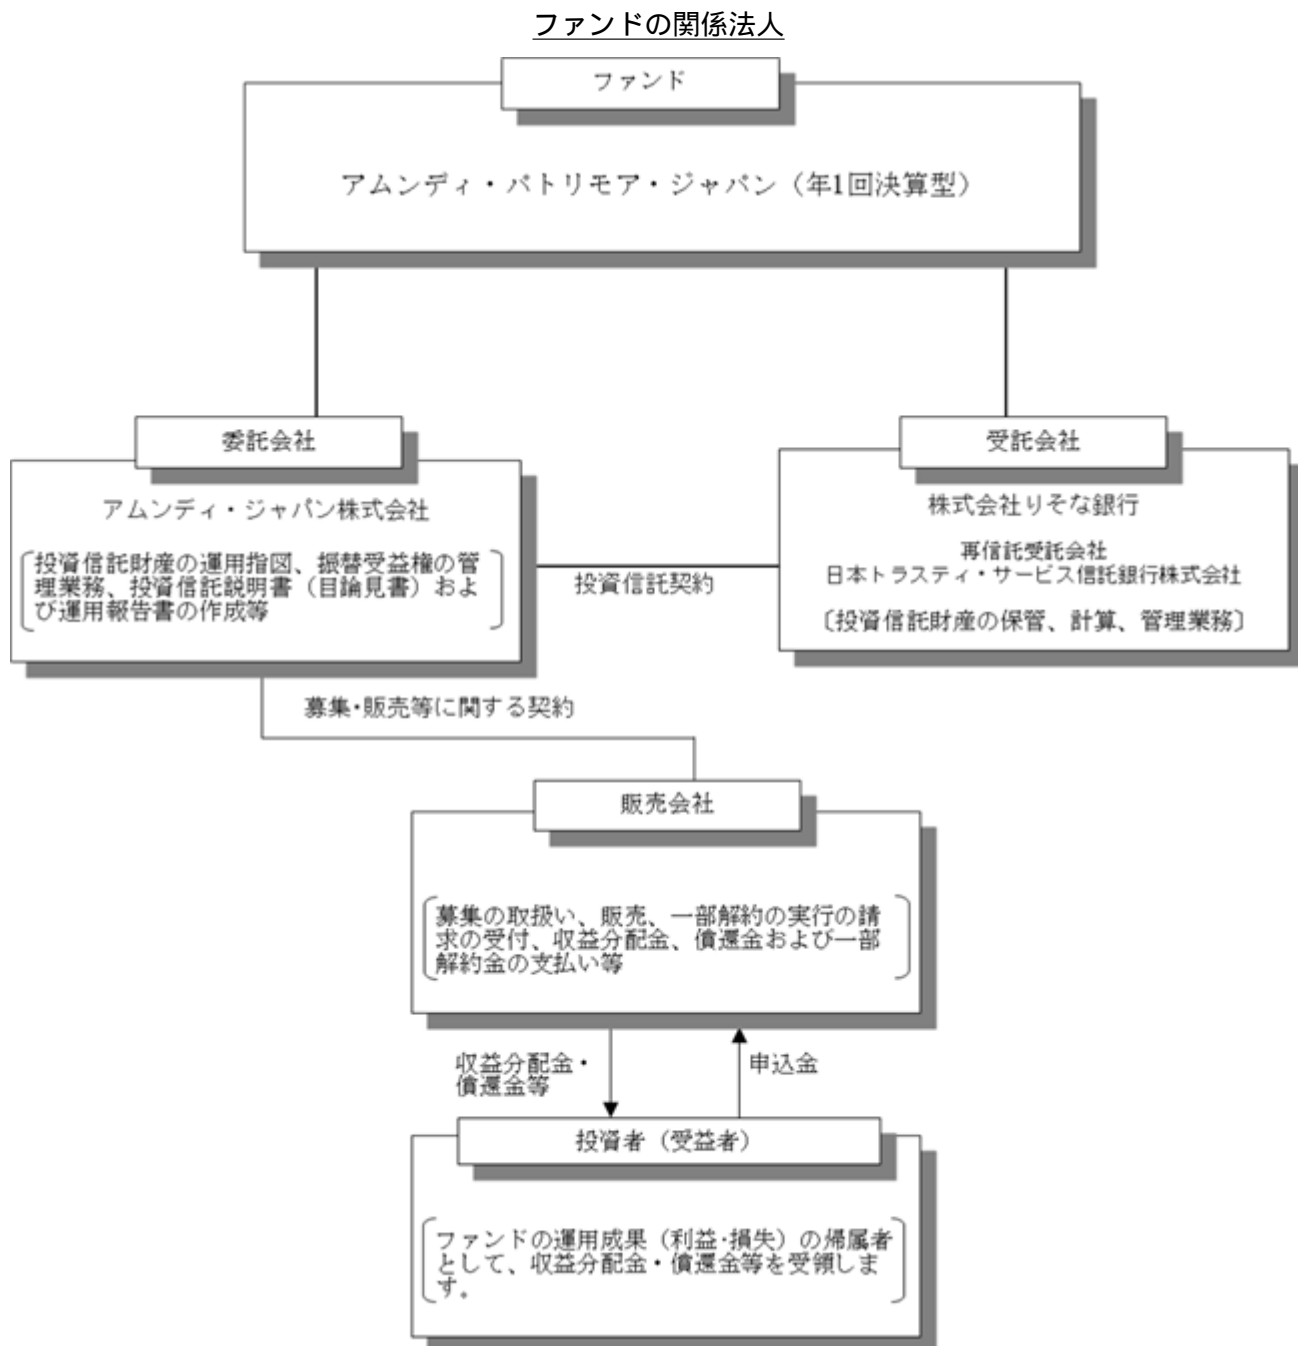 ファンドの関係法人
ファンド
アムンディ・パトリモア・ジャパン（年1回決算型）
委託会社
アムンディ・ジャパン株式会社
投資信託財産の運用指図、振替受益権の管
理業務、投資信託説明書（目論見書）およ
び運用報告書の作成等
投資信託契約
受託会社
株式会社りそな銀行
再信託受託会社
日本トラスティ・サービス信託銀行株式会社
〔投資信託財産の保管、計算、管理業務〕
募集・販売等に関する契約
販売会社
募集の取扱い、販売、一部解約の実行の請
求の受付、収益分配金、償還金および一部
解約金の支払い等
収益分配金・
償還金等
申込金
投資者（受益者）
ファンドの運用成果（利益・損失）の帰属者
として、収益分配金・償還金等を受領しま
す。